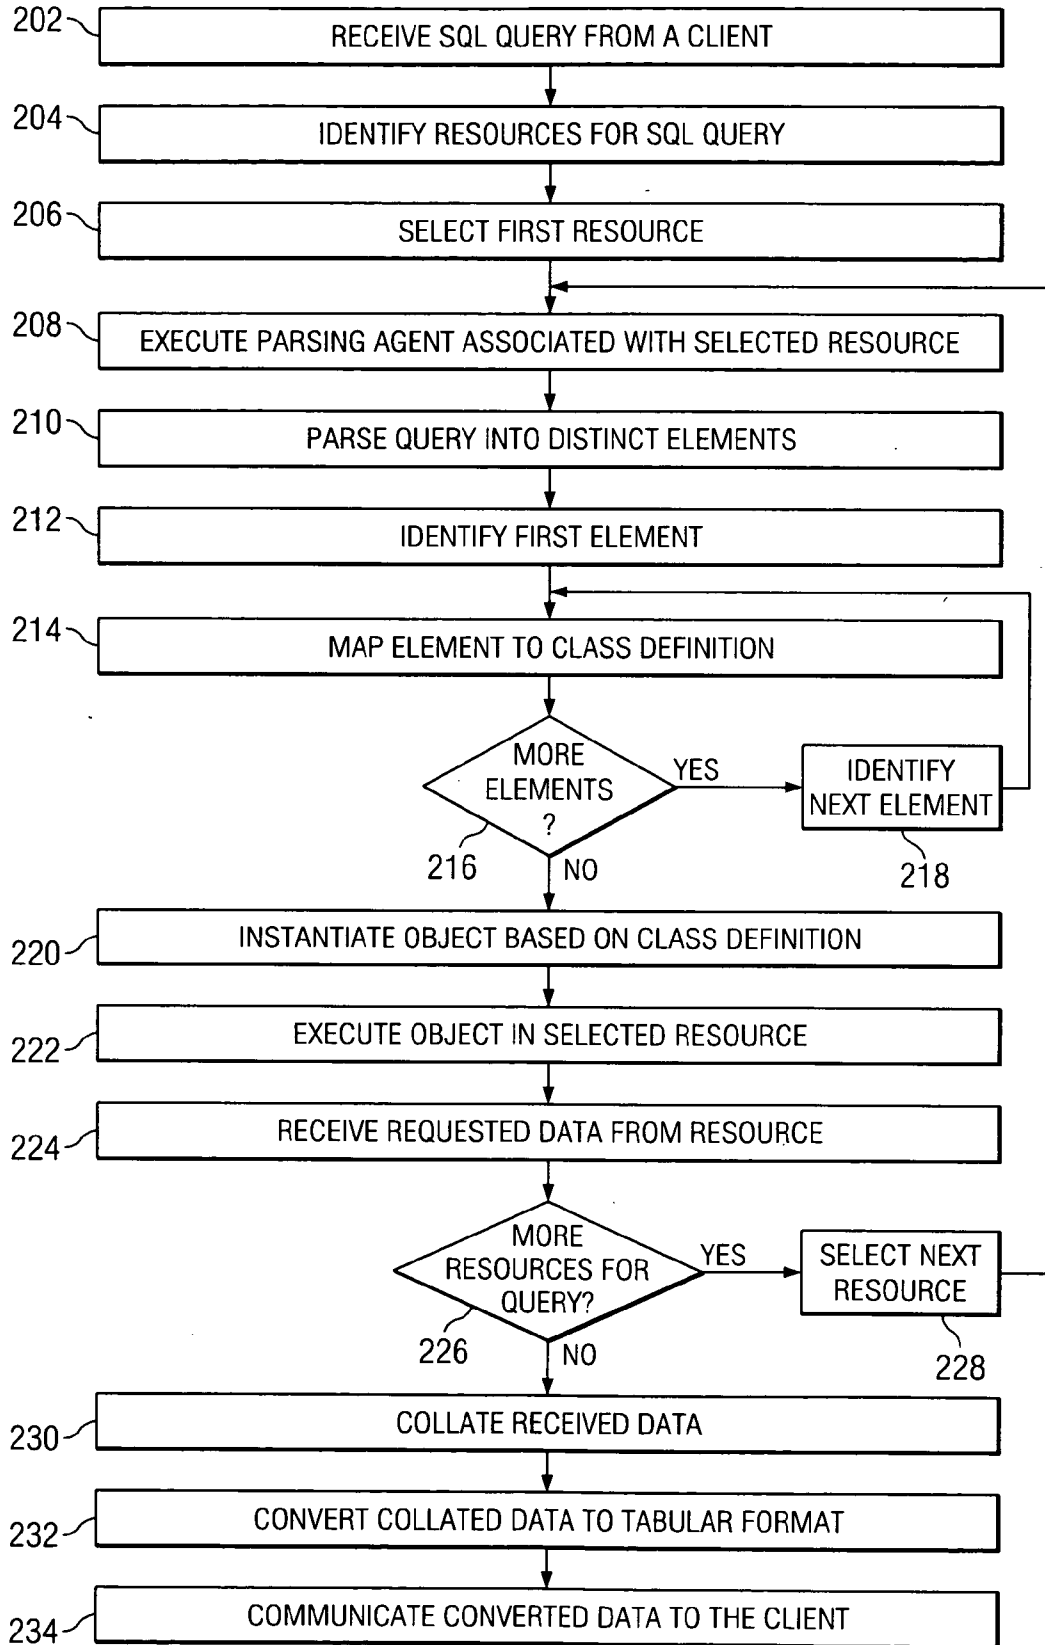 202
RECEIVE SQL QUERY FROM A CLIENT
204
IDENTIFY RESOURCES FOR SQL QUERY
206
SELECT FIRST RESOURCE
208
EXECUTE PARSING AGENT ASSOCIATED WITH SELECTED RESOURCE
210
PARSE QUERY INTO DISTINCT ELEMENTS
212
IDENTIFY FIRST ELEMENT
214
MAP ELEMENT TO CLASS DEFINITION
MORE
ELEMENTS
?
216
YES
NO
IDENTIFY
NEXT ELEMENT
218
220
INSTANTIATE OBJECT BASED ON CLASS DEFINITION
222
EXECUTE OBJECT IN SELECTED RESOURCE
224
RECEIVE REQUESTED DATA FROM RESOURCE
MORE
RESOURCES FOR
QUERY?
226
YES
NO
SELECT NEXT
RESOURCE
228
230
COLLATE RECEIVED DATA
232
CONVERT COLLATED DATA TO TABULAR FORMAT
234
COMMUNICATE CONVERTED DATA TO THE CLIENT